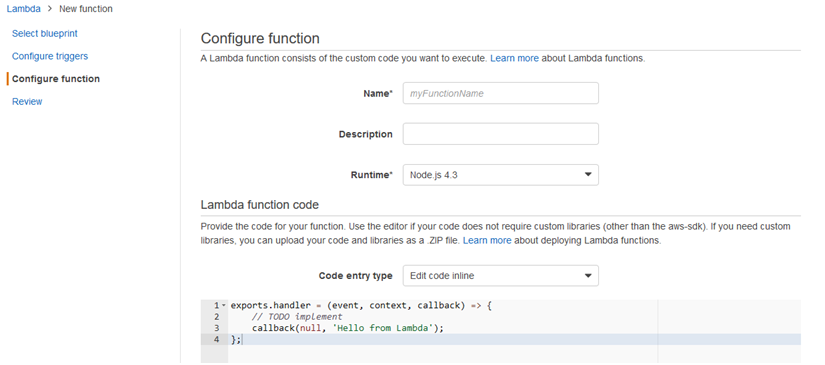 Lambda > New function
Select blueprint
Configure triggers
Configure function
Review
Configure function
A Lambda function consists of the custom code you want to execute. Learn more about Lambda functions.
Name*
myFunctionName
Description
Runtime*
Node.js 4.3
Lambda function code
Provide the code for your function. Use the editor if your code does not require custom libraries (other than the aws-sdk). If you need custom
libraries, you can upload your code and libraries as a .ZIP file. Learn more about deploying Lambda functions.
Code entry type
Edit code inline
1 exports.handler = (event, context, callback) => {
2     // TODO implement
3     callback(null, 'Hello from Lambda');
4 };